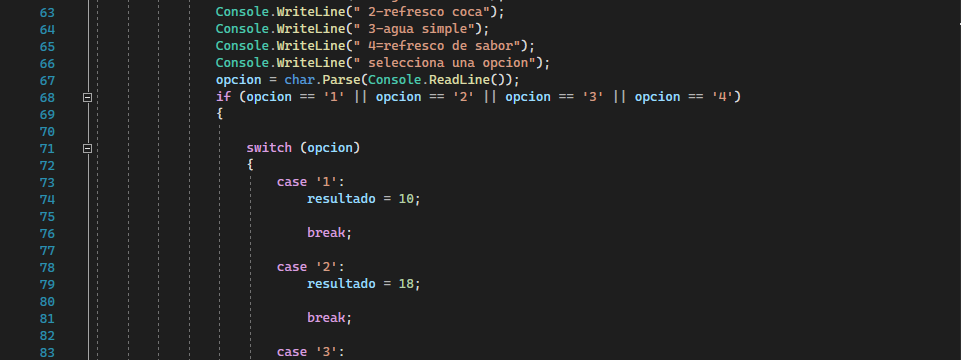 63 Console.WriteLine(" 2-refresco coca");
64 Console.WriteLine(" 3-agua simple");
65 Console.WriteLine(" 4=refresco de sabor");
66 Console.WriteLine(" selecciona una opcion");
67 opcion = char.Parse(Console.ReadLine());
68 if (opcion == '1' || opcion == '2' || opcion == '3' || opcion == '4')
69 {
70
71 switch (opcion)
72 {
73 case '1':
74 resultado = 10;
75
76 break;
77
78 case '2':
79 resultado = 18;
80
81 break;
82
83 case '3':